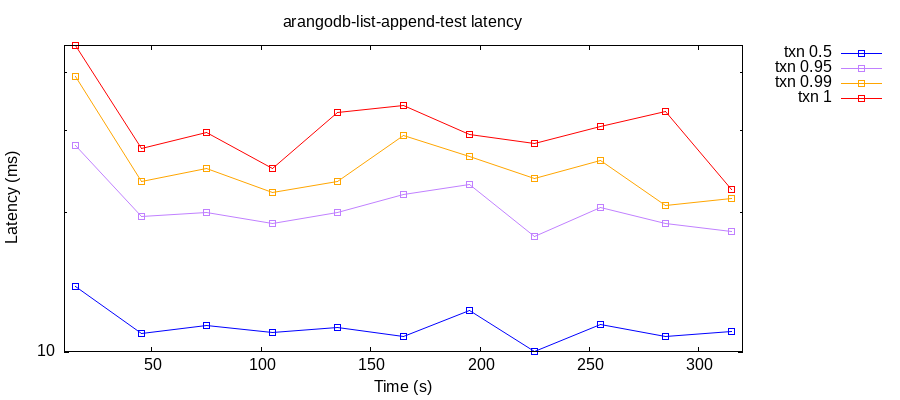 arangodb-list-append-test latency
txn 0.5
txn 0.95
txn 0.99
txn 1
Latency (ms)
10
50 100 150 200 250 300
Time (s)